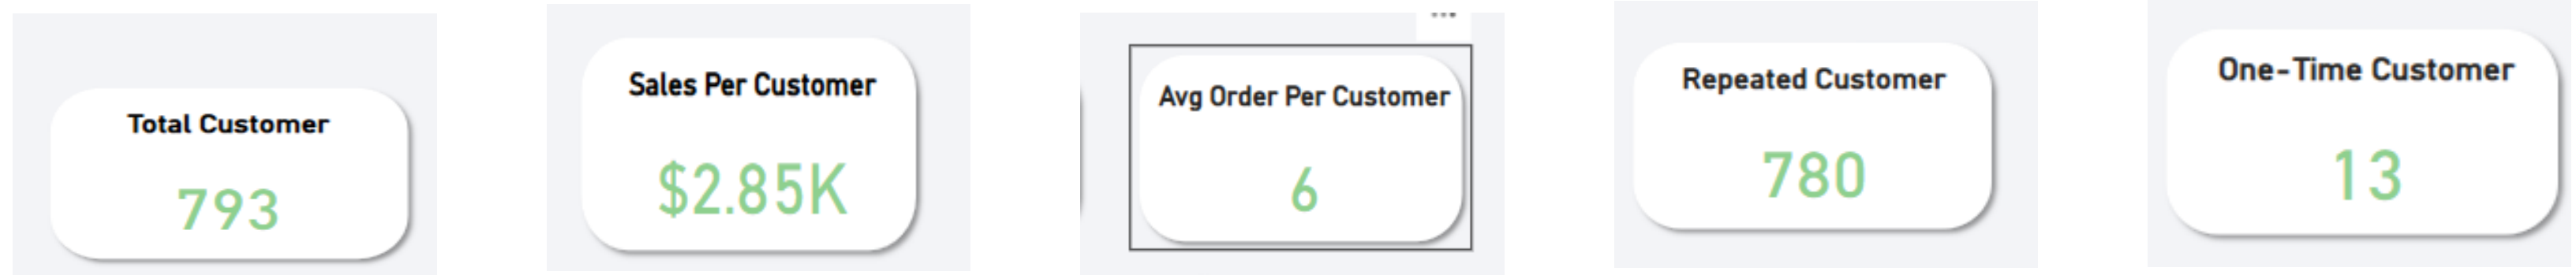 Total Customer
793
Sales Per Customer
$2.85K
Avg Order Per Customer
6
Repeated Customer
780
One-Time Customer
13